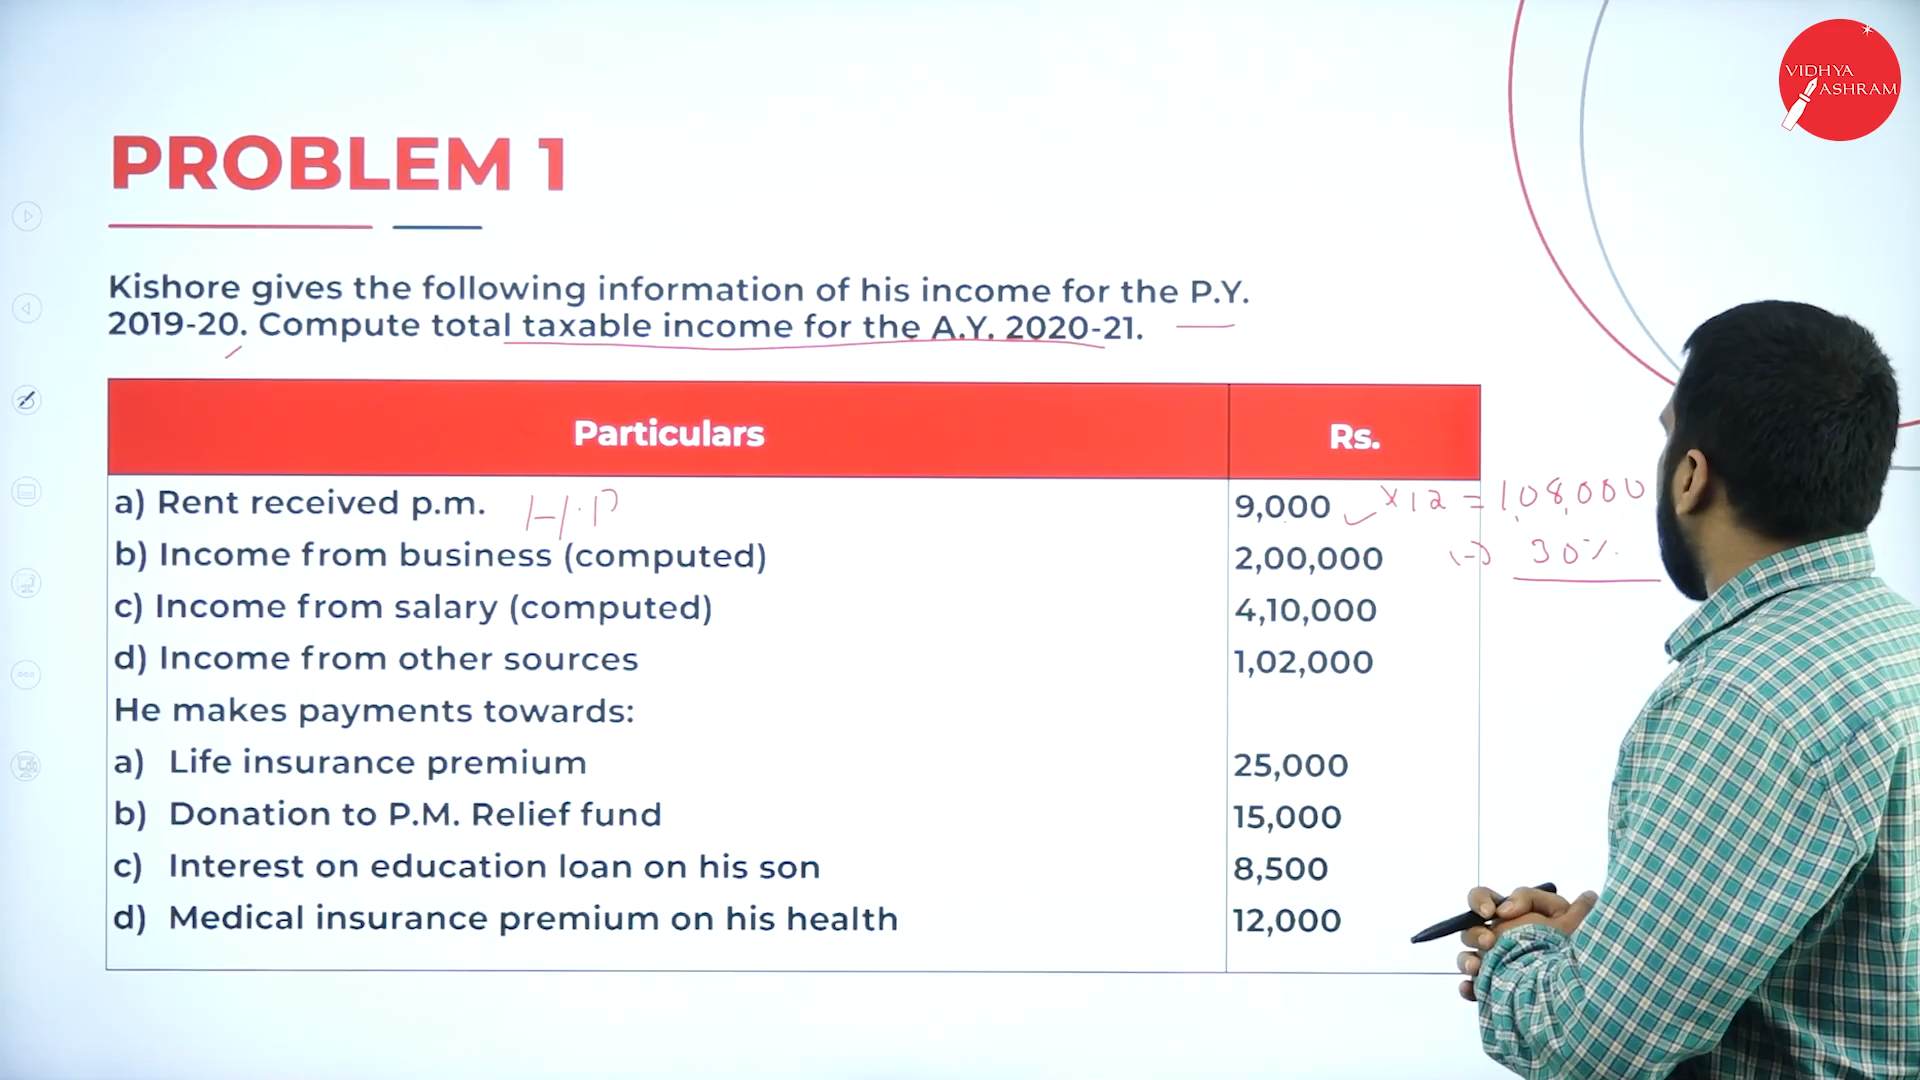 VIDHYA
ASHRAM
PROBLEM 1
Kishore gives the following information of his income for the P.Y.
2019-20. Compute total taxable income for the A.Y. 2020-21.
Particulars Rs.
a) Rent received p.m. H.P 9,000 ✓ x12 = 1,08,000
b) Income from business (computed) 2,00,000 (-) 30%
c) Income from salary (computed) 4,10,000
d) Income from other sources 1,02,000
He makes payments towards:
a) Life insurance premium 25,000
b) Donation to P.M. Relief fund 15,000
c) Interest on education loan on his son 8,500
d) Medical insurance premium on his health 12,000